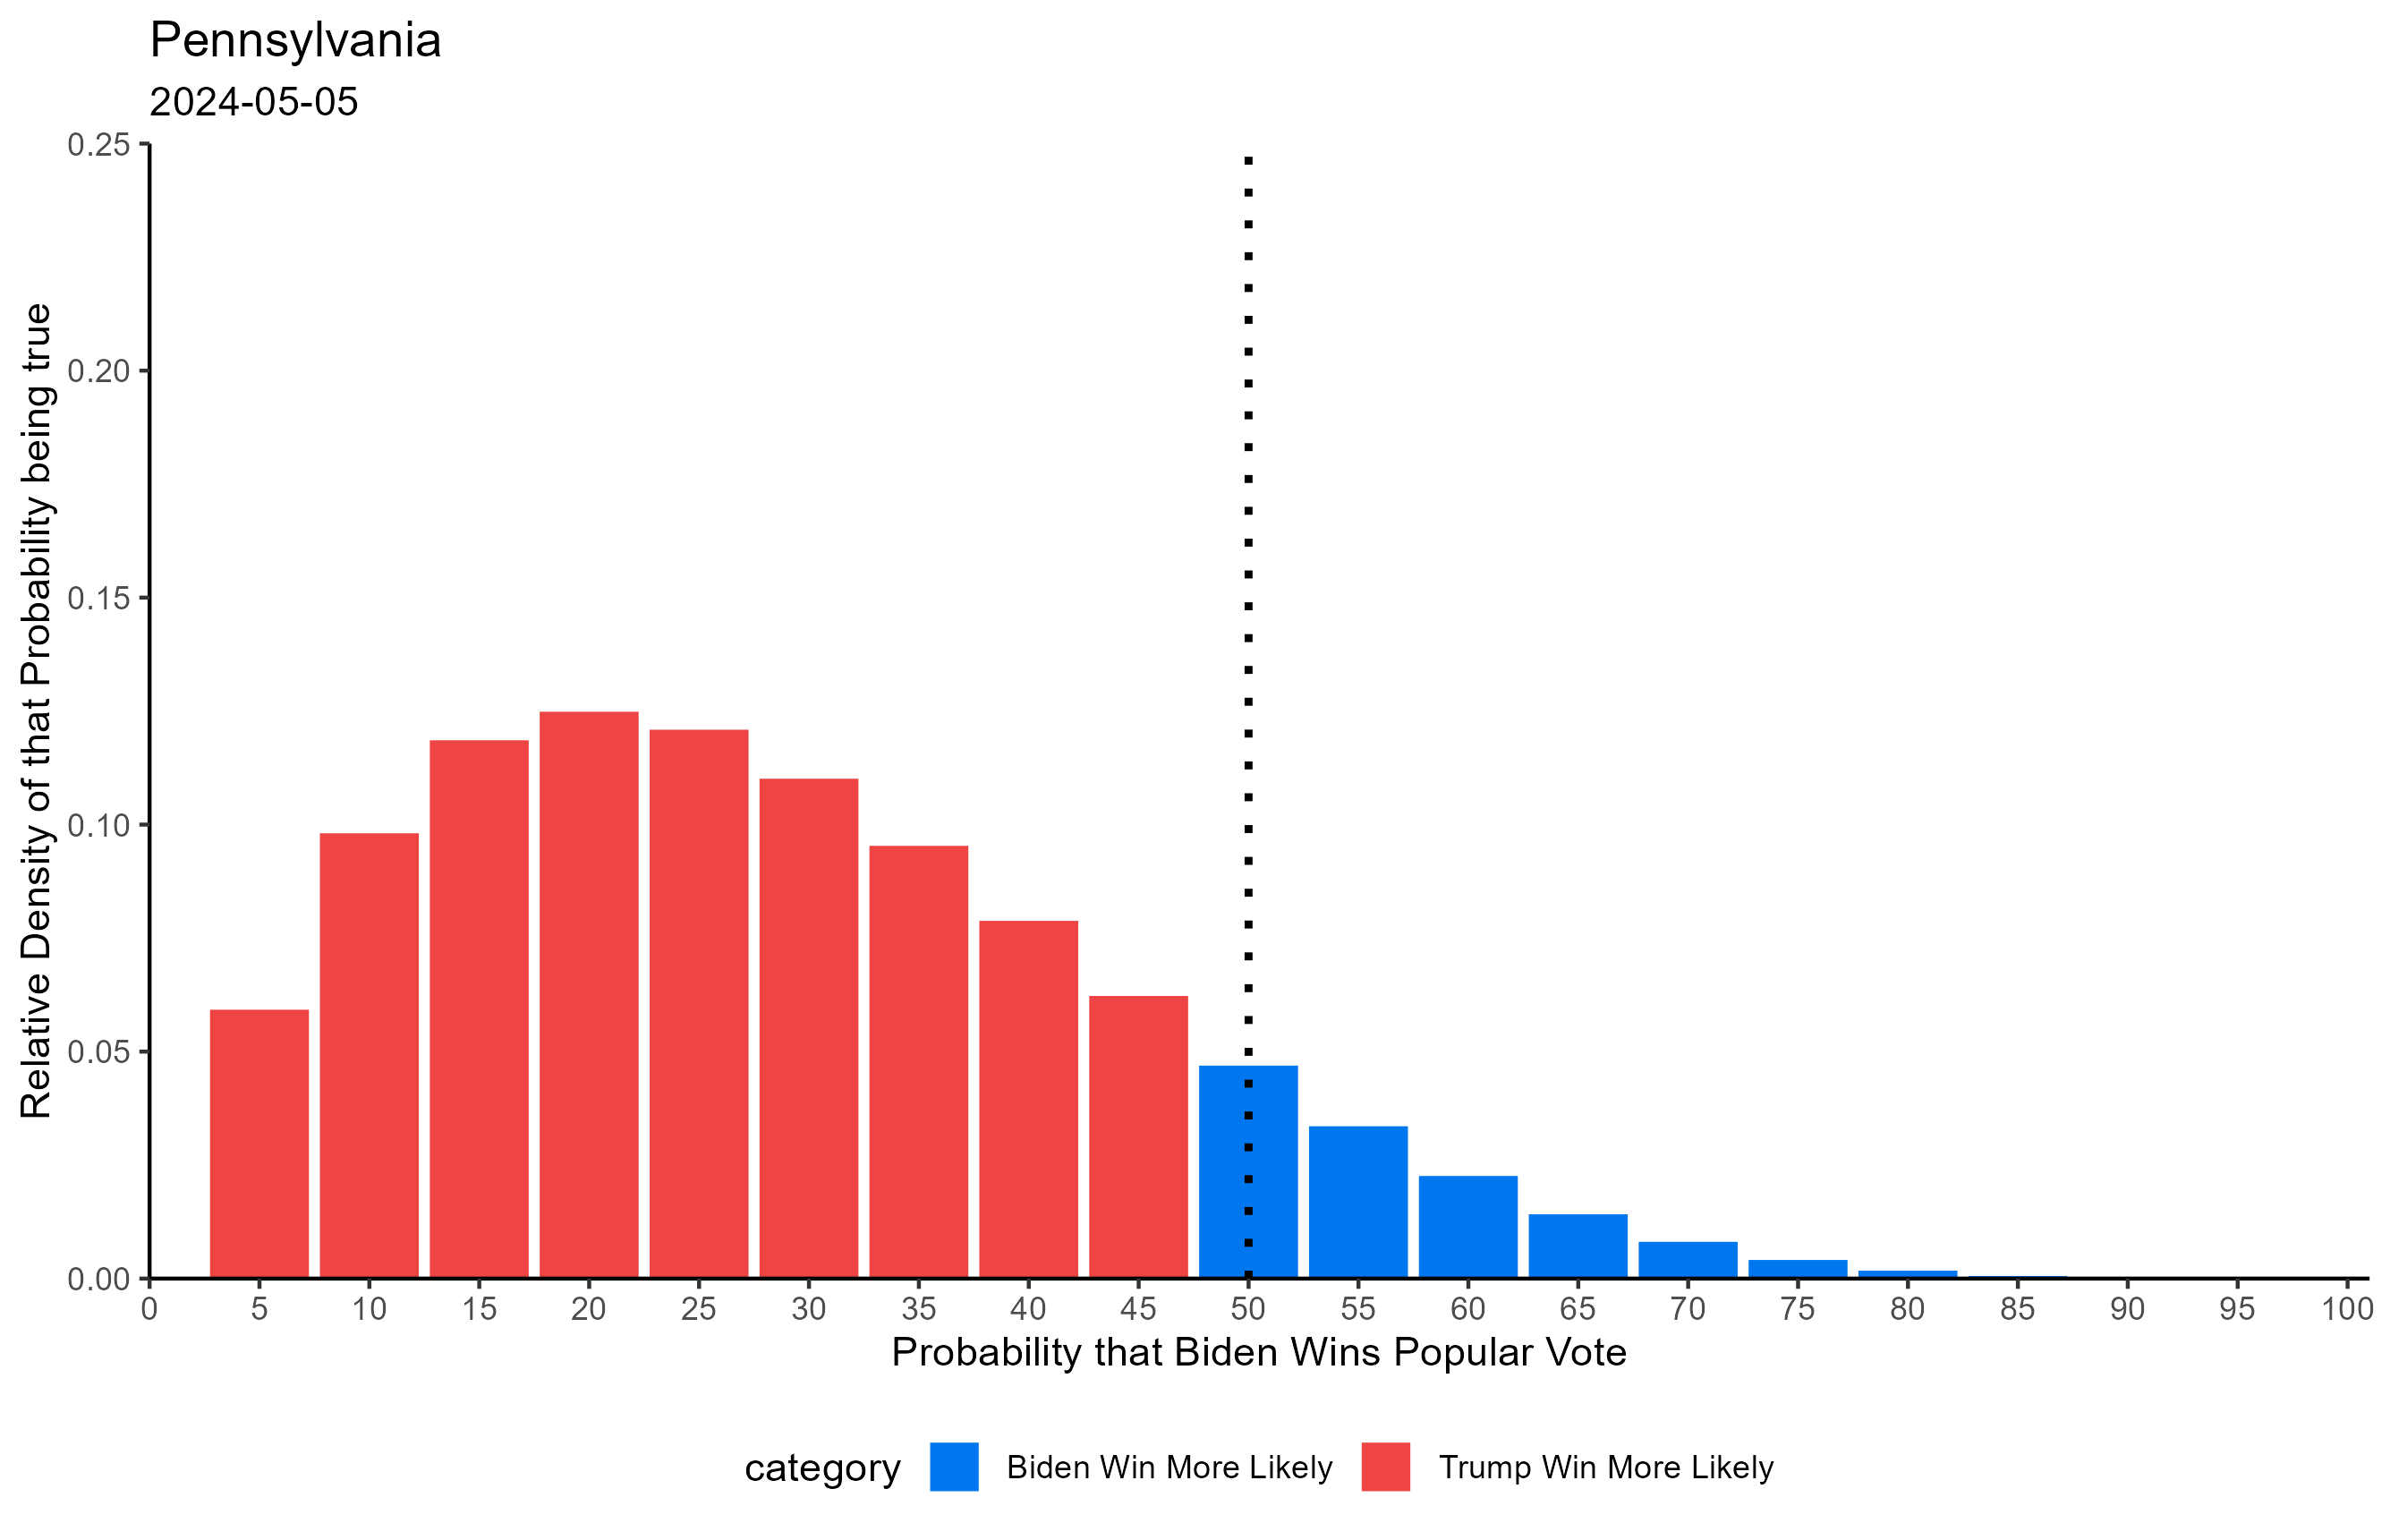 Pennsylvania
2024-05-05
Relative Density of that Probability being true
0.25
0.20
0.15
0.10
0.05
0.00
0 5 10 15 20 25 30 35 40 45 50 55 60 65 70 75 80 85 90 95 100
Probability that Biden Wins Popular Vote
category Biden Win More Likely Trump Win More Likely